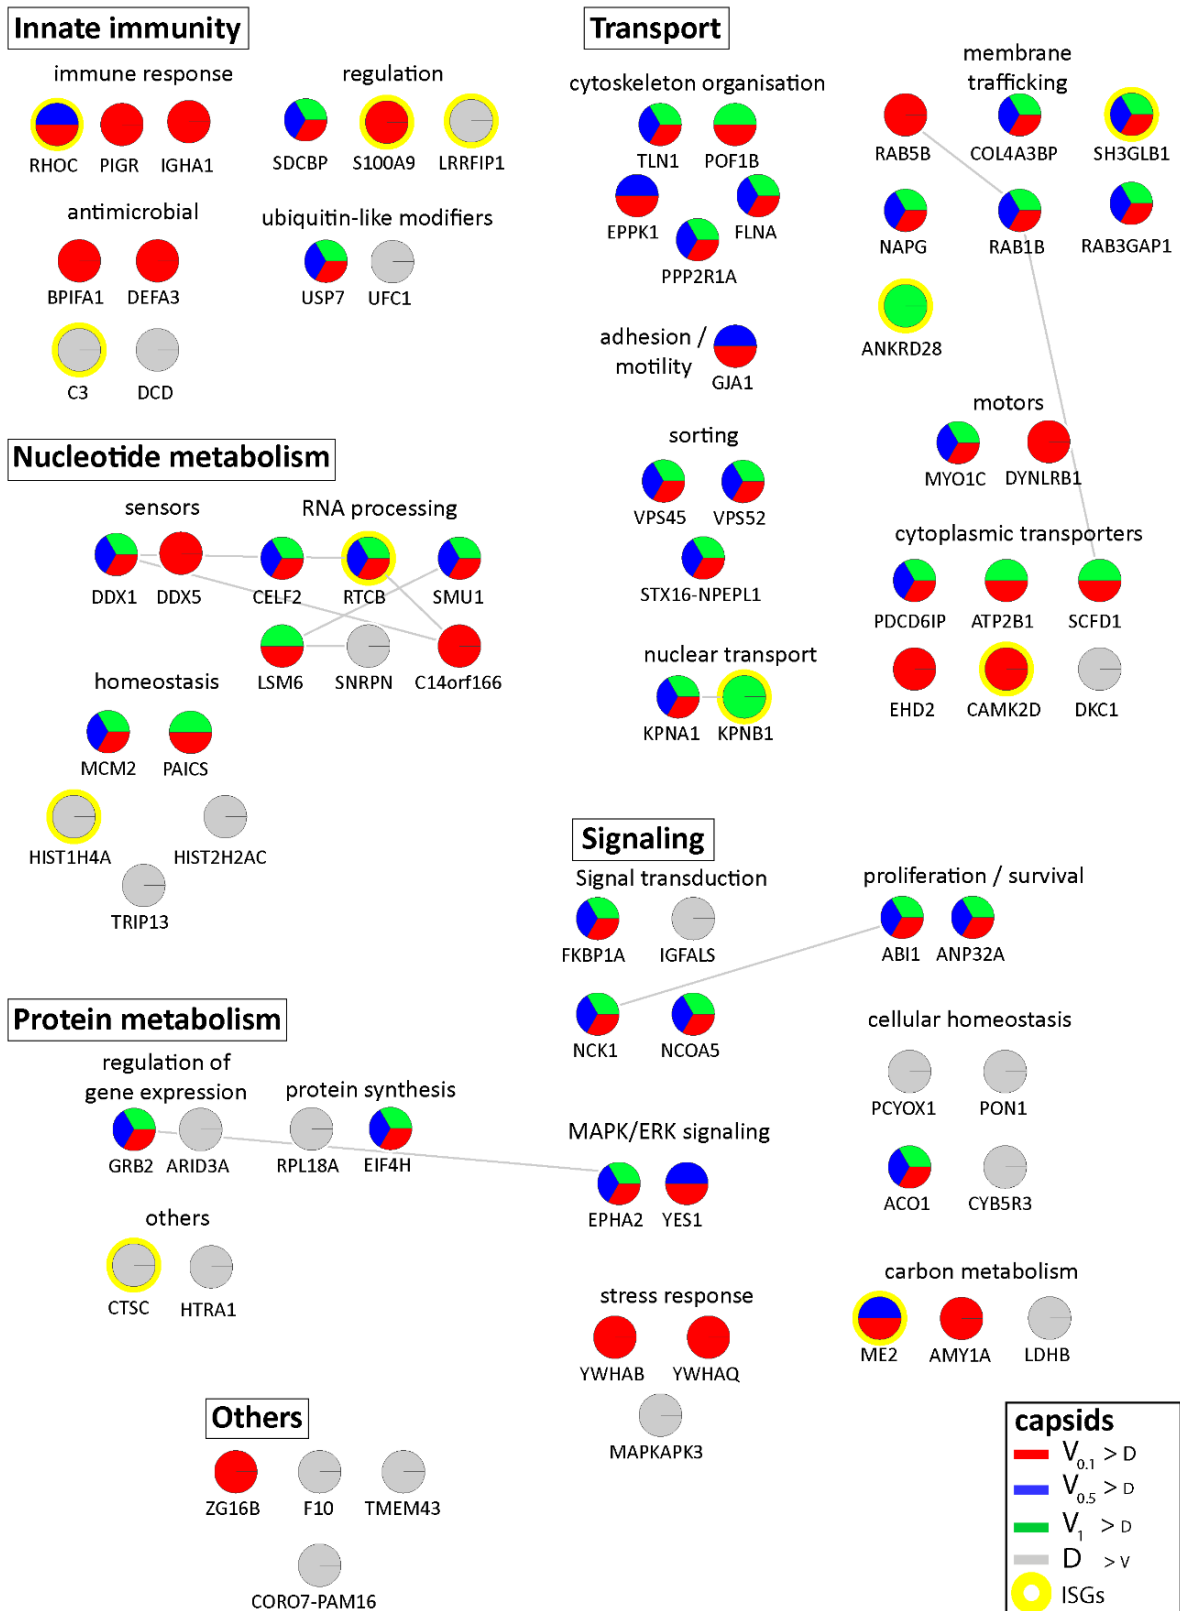 Innate immunity
immune response
regulation
RHOC
PIGR
IGHA1
SDCBP
S100A9
LRRFIP1
antimicrobial
ubiquitin-like modifiers
BPIFA1
DEFA3
USP7
UFC1
C3
DCD
Transport
cytoskeleton organisation
membrane
trafficking
TLN1
POF1B
RAB5B
COL4A3BP
SH3GLB1
EPPK1
FLNA
PPP2R1A
NAPG
RAB1B
RAB3GAP1
adhesion /
motility
GJA1
ANKRD28
motors
MYO1C
DYNLRB1
sorting
VPS45
VPS52
STX16-NPEPL1
cytoplasmic transporters
PDCD6IP
ATP2B1
SCFD1
nuclear transport
KPNA1
KPNB1
EHD2
CAMK2D
DKC1
Nucleotide metabolism
sensors
RNA processing
DDX1
DDX5
CELF2
RTCB
SMU1
LSM6
SNRPN
C14orf166
homeostasis
MCM2
PAICS
HIST1H4A
HIST2H2AC
TRIP13
Signaling
Signal transduction
proliferation / survival
FKBP1A
IGFALS
ABI1
ANP32A
NCK1
NCOA5
cellular homeostasis
PCYOX1
PON1
MAPK/ERK signaling
EPHA2
YES1
ACO1
CYB5R3
stress response
YWHAB
YWHAQ
MAPKAPK3
carbon metabolism
ME2
AMY1A
LDHB
Protein metabolism
regulation of
gene expression
protein synthesis
GRB2
ARID3A
RPL18A
EIF4H
others
CTSC
HTRA1
Others
ZG16B
F10
TMEM43
CORO7-PAM16
capsids
V0.1 > D
V0.5 > D
V1 > D
D > V
ISGs